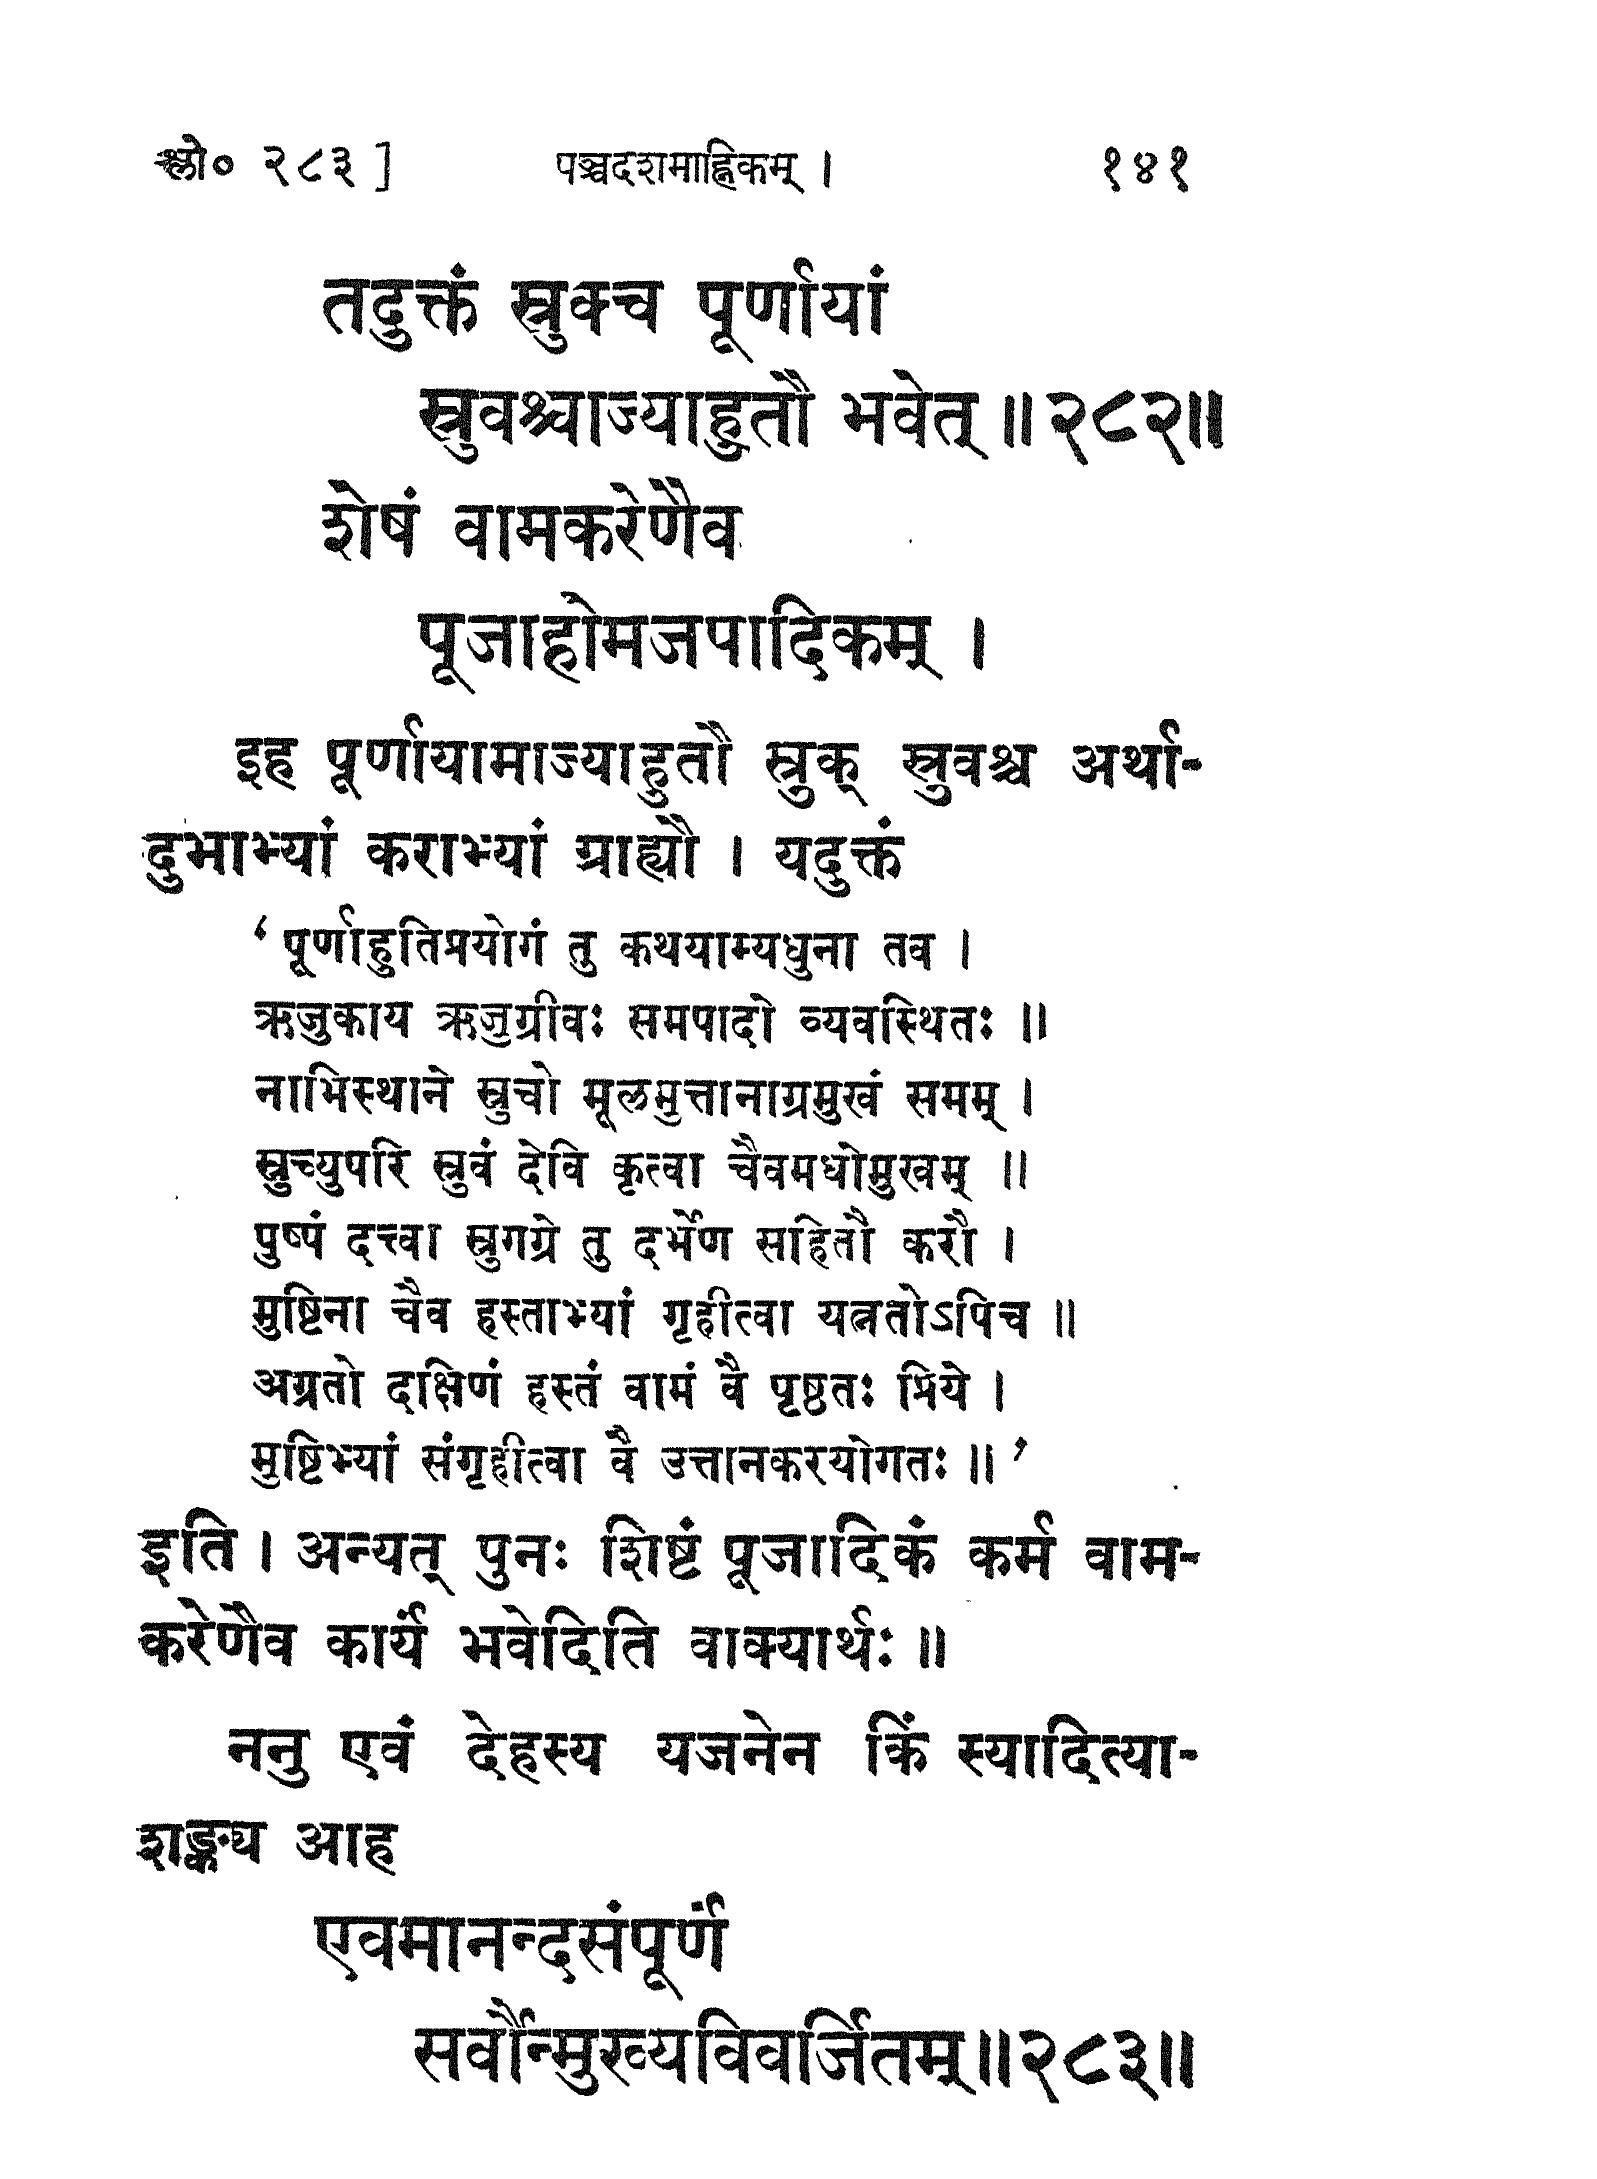 श्लो० २८३ ] पञ्चदशमाह्निकम् । १४१
तदुक्तं स्रुक्च पूर्णायां
स्रुवश्चाज्याहुतौ भवेत् ॥ २८२॥
शेषं वामकरेणैव
पूजाहोमजपादिकम् ।
इह पूर्णायामाज्याहुतौ स्रुक् स्रुवश्च अर्था-
दुभाभ्यां कराभ्यां ग्राह्यौ । यदुक्तं
‘ पूर्णाहुतिप्रयोगं तु कथयाम्यधुना तव ।
ऋजुकाय ऋजुग्रीवः समपादो व्यवस्थितः ॥
नाभिस्थाने स्रुचो मूलमुत्तानाग्रमुखं समम् ।
स्रुच्युपरि स्रुवं देवि कृत्वा चैवमधोमुखम् ॥
पुष्पं दत्त्वा स्रुगग्रे तु दर्भेण सहितौ करौ ।
मुष्टिना चैव हस्ताभ्यां गृहीत्वा यत्नतोऽपिच ॥
अग्रतो दक्षिणं हस्तं वामं वै पृष्ठतः प्रिये ।
मुष्टिभ्यां संगृहीत्वा वै उत्तानकरयोगतः ॥ ’
इति । अन्यत् पुनः शिष्टं पूजादिकं कर्म वाम-
करेणैव कार्यं भवेदिति वाक्यार्थः ॥
ननु एवं देहस्य यजनेन किं स्यादित्या-
शङ्क्य आह
एवमानन्दसंपूर्णं
सर्वौन्मुख्यविवर्जितम्॥२८३॥